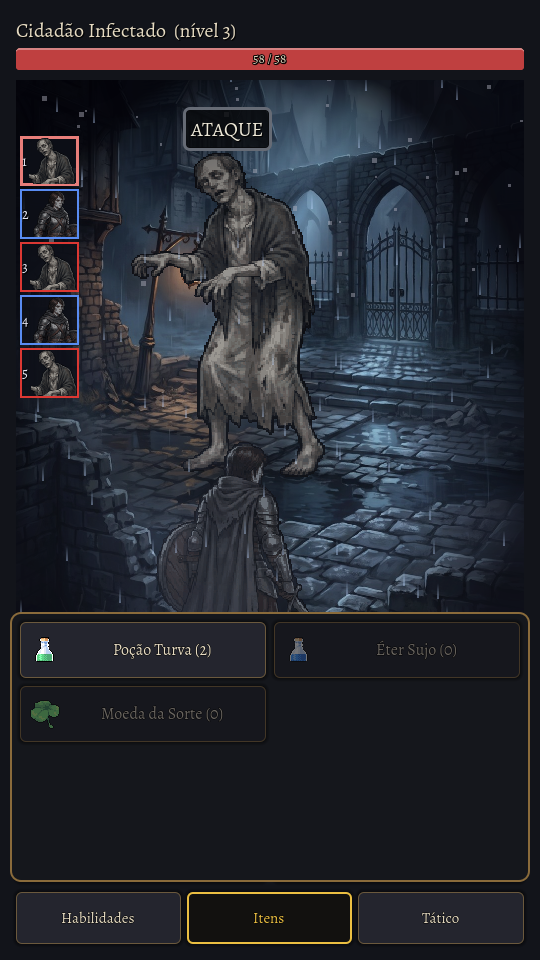 Cidadão Infectado (nível 3)
58 / 58
ATAQUE
1
2
3
4
5
Poção Turva (2)
Éter Sujo (0)
Moeda da Sorte (0)
Habilidades
Itens
Tático